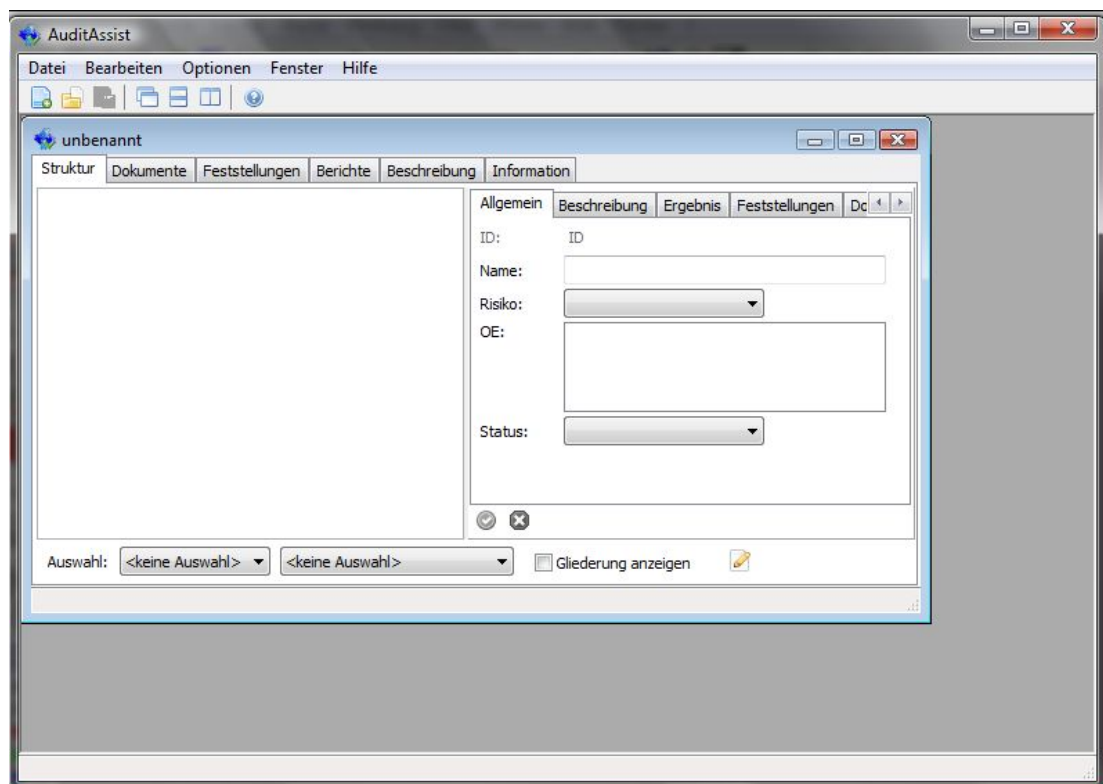 AuditAssist
Datei Bearbeiten Optionen Fenster Hilfe
unbenannt
Struktur Dokumente Feststellungen Berichte Beschreibung Information
Allgemein Beschreibung Ergebnis Feststellungen Do
ID: ID
Name:
Risiko:
OE:
Status:
Auswahl: <keine Auswahl> <keine Auswahl> Gliederung anzeigen